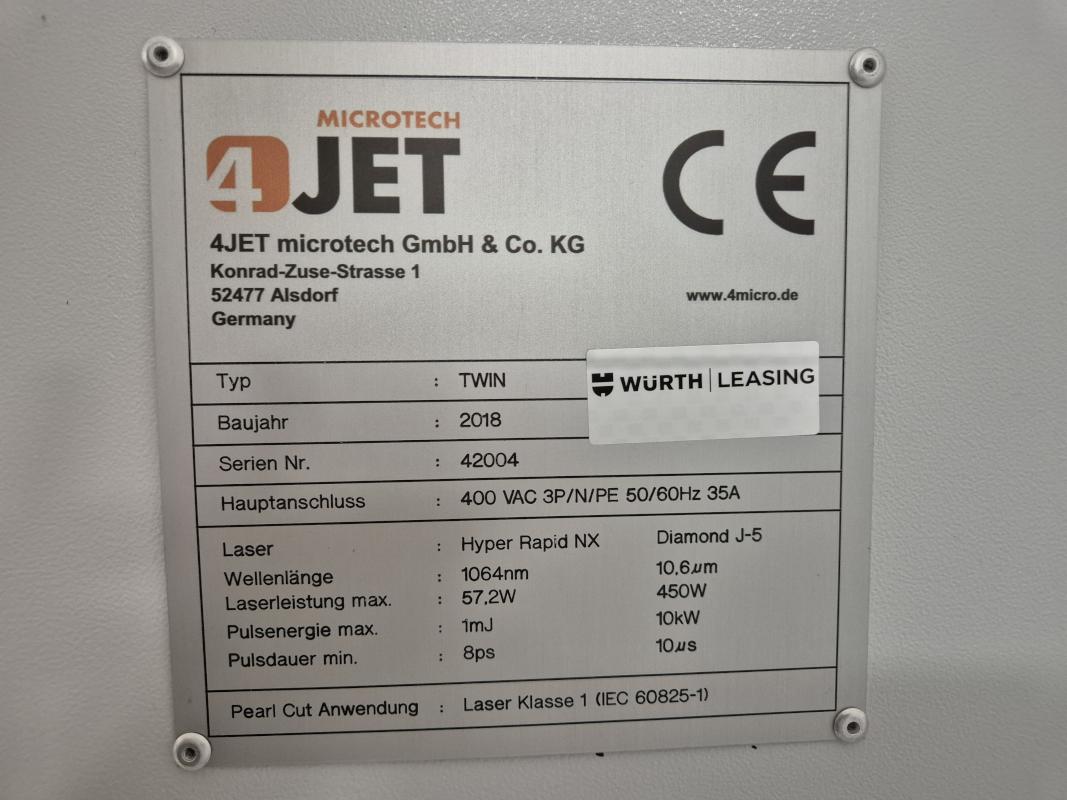 MICROTECH
4JET
CE
4JET microtech GmbH & Co. KG
Konrad-Zuse-Strasse 1
52477 Alsdorf
www.4micro.de
Germany
Typ : TWIN
WÜRTH | LEASING
Baujahr : 2018
Serien Nr. : 42004
Hauptanschluss : 400 VAC 3P/N/PE 50/60Hz 35A
Laser : Hyper Rapid NX Diamond J-5
Wellenlänge : 1064nm 10,6µm
Laserleistung max. : 57,2W 450W
Pulsenergie max. : 1mJ 10kW
Pulsdauer min. : 8ps 10µs
Pearl Cut Anwendung : Laser Klasse 1 (IEC 60825-1)